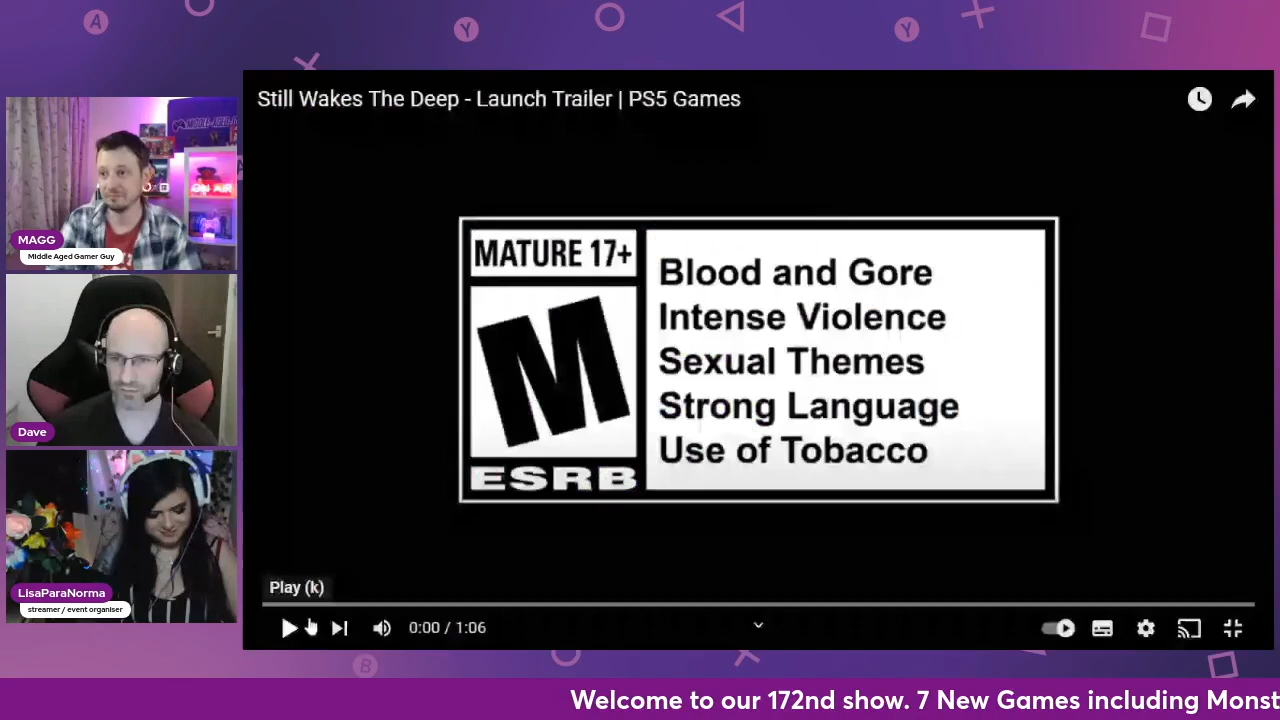 Still Wakes The Deep - Launch Trailer | PS5 Games
MAGG
Middle Aged Gamer Guy
ON AIR
Dave
LisaParaNorma
streamer / event organiser
MATURE 17+
M
ESRB
Blood and Gore
Intense Violence
Sexual Themes
Strong Language
Use of Tobacco
Play (k)
0:00 / 1:06
A
Y
Y
B
Welcome to our 172nd show. 7 New Games including Monst